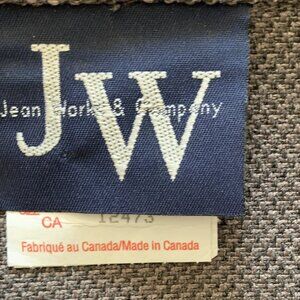 JW
Jean Works & Company
CA 12473
Fabriqué au Canada/Made in Canada